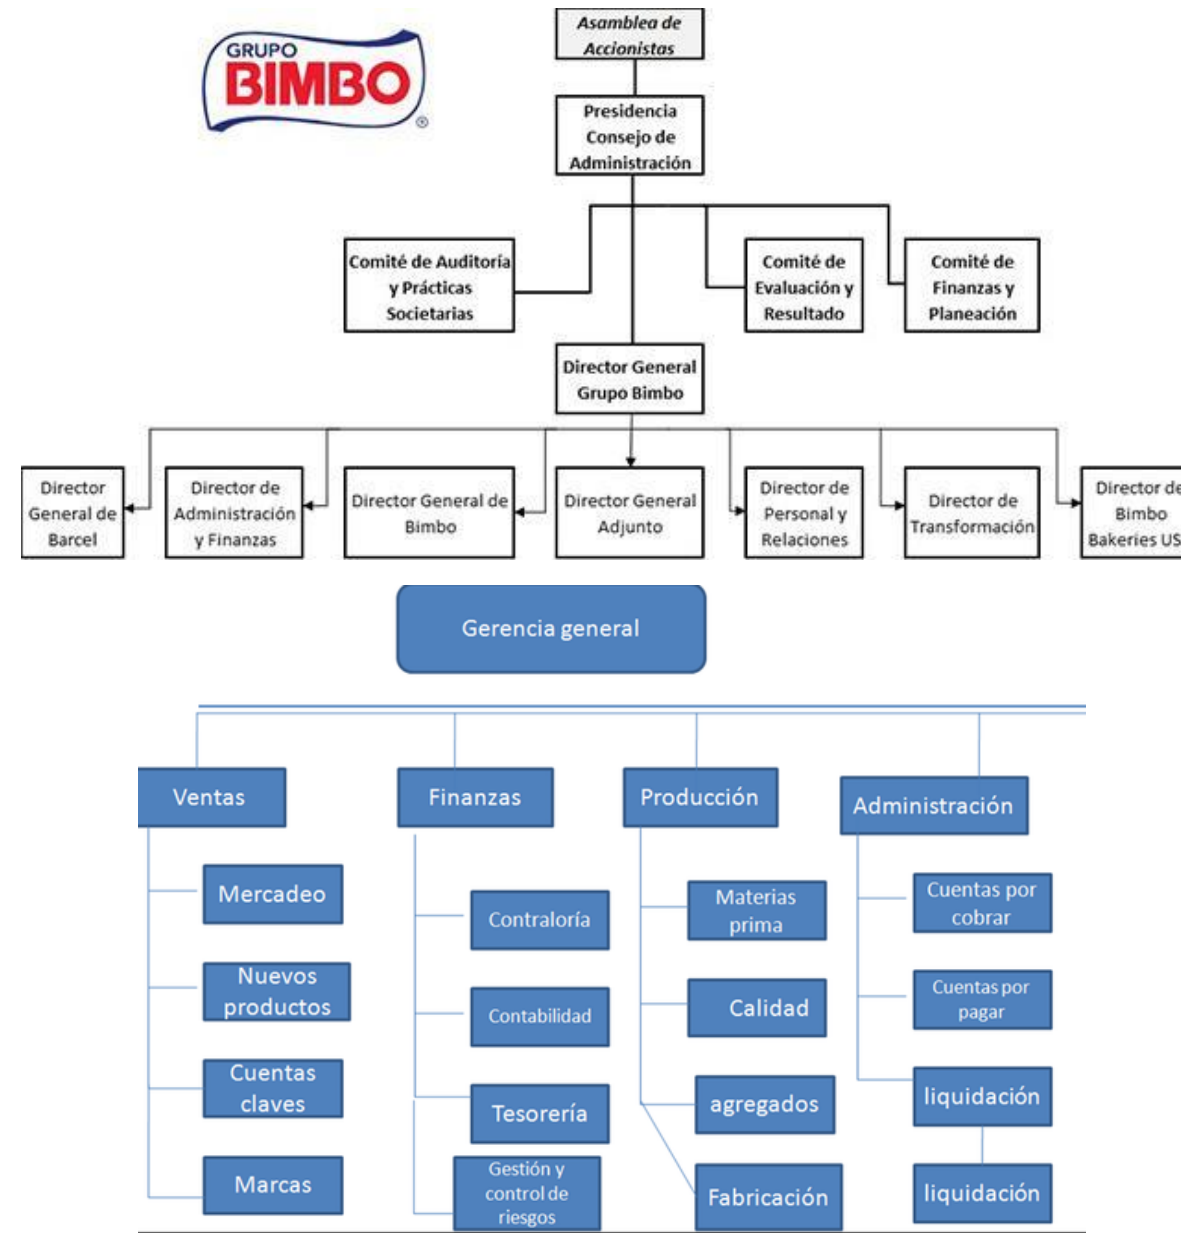 Asamblea de
Accionistas
GRUPO
BIMBO
®
Presidencia
Consejo de
Administración
Comité de Auditoría
y Prácticas
Societarias
Comité de
Evaluación y
Resultado
Comité de
Finanzas y
Planeación
Director General
Grupo Bimbo
Director
General de
Barcel
Director de
Administración
y Finanzas
Director General de
Bimbo
Director General
Adjunto
Director de
Personal y
Relaciones
Director de
Transformación
Director de
Bimbo
Bakeries US
Gerencia general
Ventas
Finanzas
Producción
Administración
Mercadeo
Nuevos
productos
Cuentas
claves
Marcas
Contraloría
Contabilidad
Tesorería
Gestión y
control de
riesgos
Materias
prima
Calidad
agregados
Fabricación
Cuentas por
cobrar
Cuentas por
pagar
liquidación
liquidación